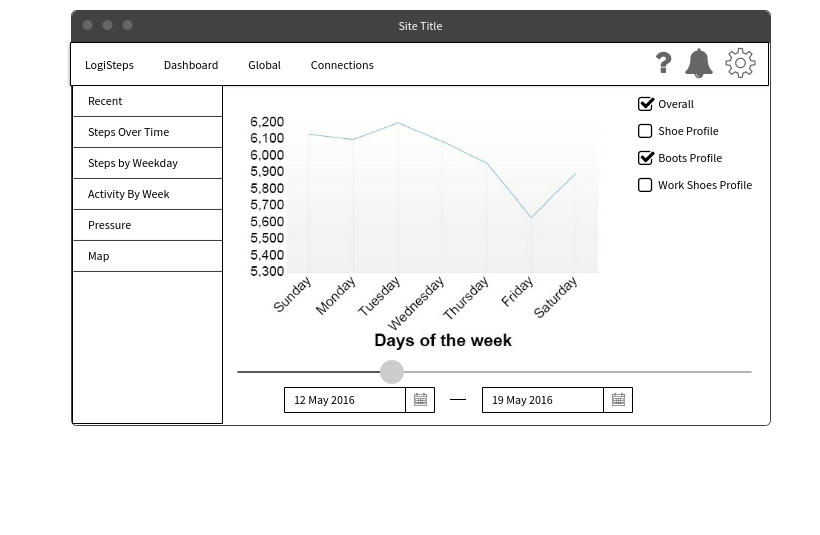 Site Title
LogiSteps Dashboard Global Connections ?
Recent
Steps Over Time
Steps by Weekday
Activity By Week
Pressure
Map
Overall
Shoe Profile
Boots Profile
Work Shoes Profile
6,200
6,100
6,000
5,900
5,800
5,700
5,600
5,500
5,400
5,300
Sunday Monday Tuesday Wednesday Thursday Friday Saturday
Days of the week
12 May 2016 — 19 May 2016